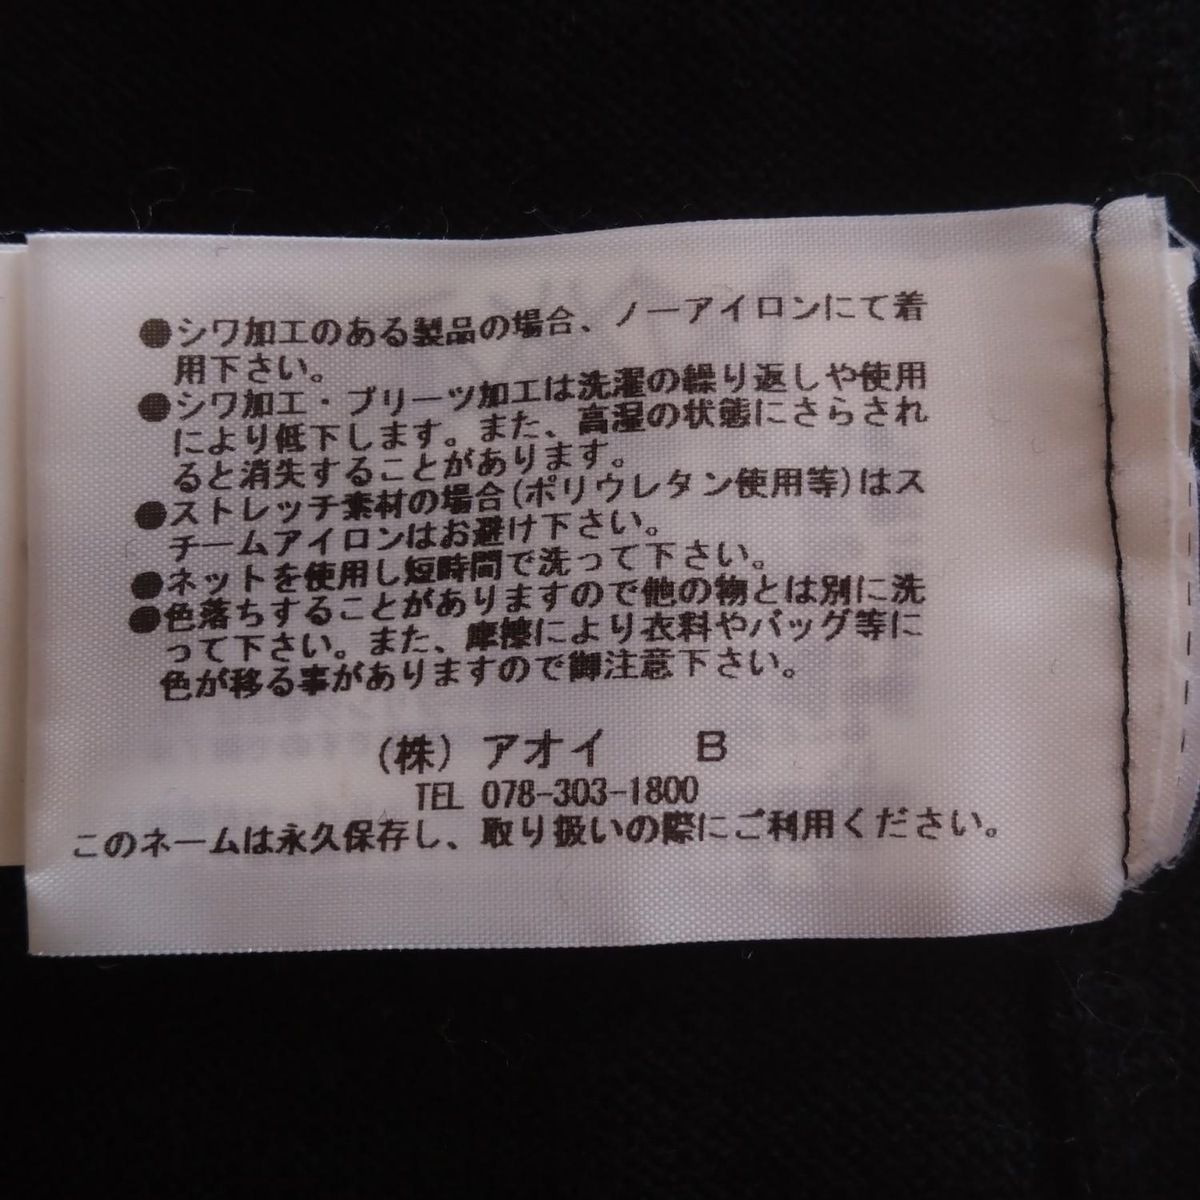 ●シワ加工のある製品の場合、ノーアイロンにて着
用下さい。
●シワ加工・プリーツ加工は洗濯の繰り返しや使用
により低下します。また、高湿の状態にさらされ
ると消失することがあります。
●ストレッチ素材の場合(ポリウレタン使用等)はス
チームアイロンはお避け下さい。
●ネットを使用し短時間で洗って下さい。
●色落ちすることがありますので他の物とは別に洗
って下さい。また、摩擦により衣料やバッグ等に
色が移る事がありますので御注意下さい。
(株) アオイ B
TEL 078-303-1800
このネームは永久保存し、取り扱いの際にご利用ください。